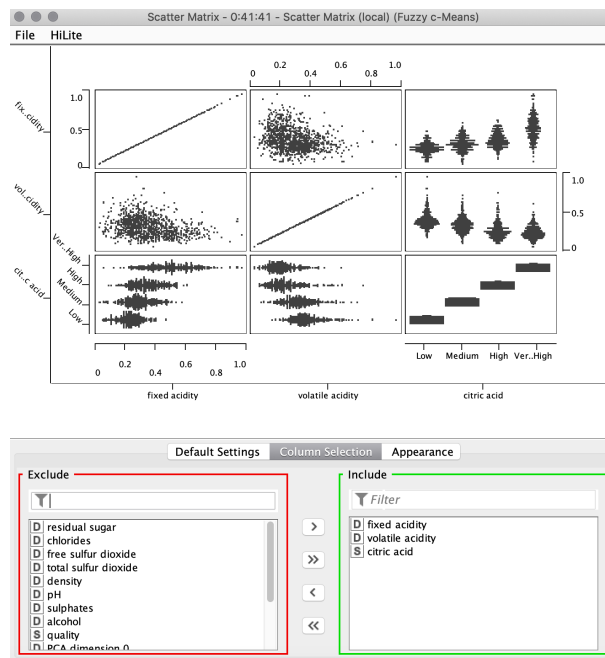 Scatter Matrix - 0:41:41 - Scatter Matrix (local) (Fuzzy c-Means)
File HiLite
0.2 0.6
0 0.4 0.8 1.0
fix..cidity
1.0
0.5
0
vol..cidity
1.0
0.5
0
cit..c acid
Ver..High
High
Medium
Low
0.2 0.6 1.0
0 0.4 0.8
Low Medium High Ver..High
fixed acidity volatile acidity citric acid
Default Settings Column Selection Appearance
Exclude
Include
Filter
D residual sugar
D chlorides
D free sulfur dioxide
D total sulfur dioxide
D density
D pH
D sulphates
D alcohol
S quality
D PCA dimension 0
D fixed acidity
D volatile acidity
S citric acid
>
>>
<
<<